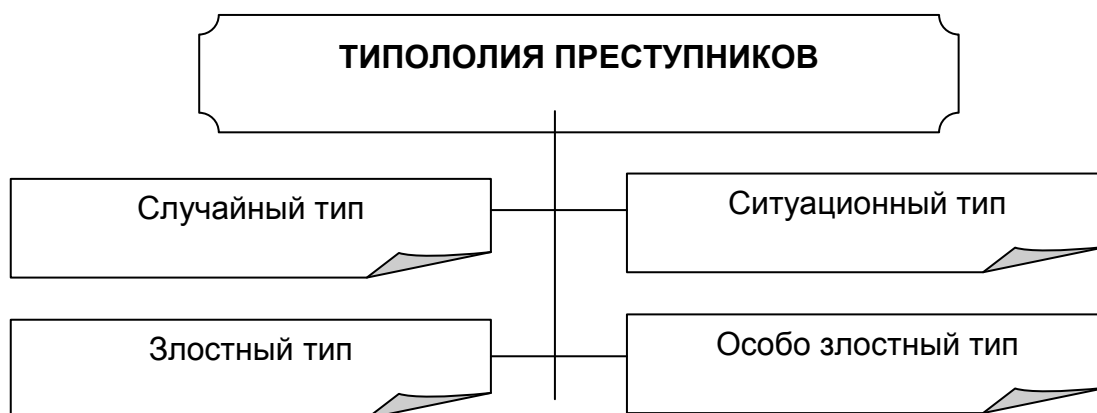 ТИПОЛОЛИЯ ПРЕСТУПНИКОВ
Случайный тип
Ситуационный тип
Злостный тип
Особо злостный тип